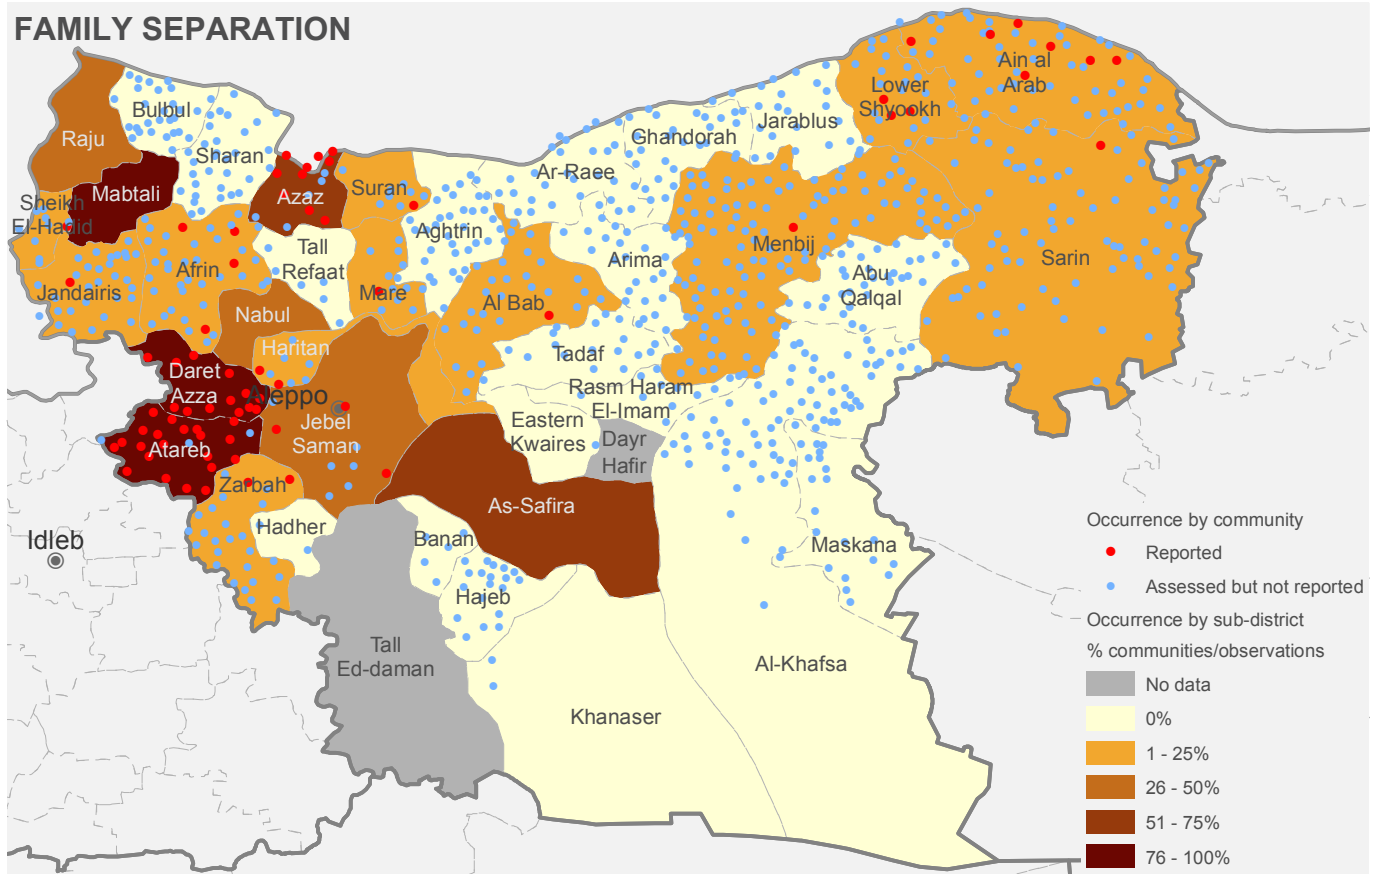 FAMILY SEPARATION
Ain al
Arab
Lower
Shyookh
Bulbul
Jarablus
Ghandorah
Raju
Sharan
Ar-Raee
Mabtali
Azaz
Suran
Sheikh
El-Hadid
Aghtrin
Menbij
Tall
Refaat
Arima
Sarin
Afrin
Abu
Qalqal
Jandairis
Mare
Al Bab
Nabul
Haritan
Tadaf
Daret
Azza
Aleppo
Rasm Haram
El-Imam
Jebel
Saman
Eastern
Kwaires
Dayr
Hafir
Atareb
Zarbah
As-Safira
Hadher
Banan
Maskana
Idleb
Hajeb
Tall
Ed-daman
Al-Khafsa
Khanaser
Occurrence by community
Reported
Assessed but not reported
Occurrence by sub-district
% communities/observations
No data
0%
1 - 25%
26 - 50%
51 - 75%
76 - 100%